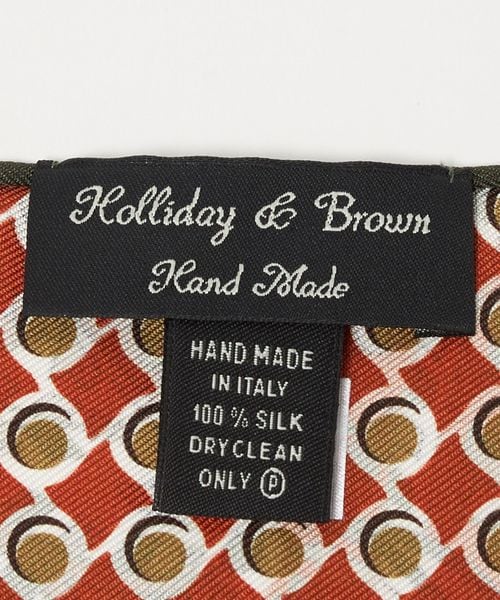 Holliday & Brown
Hand Made
HAND MADE
IN ITALY
100 % SILK
DRYCLEAN
ONLY Ⓟ